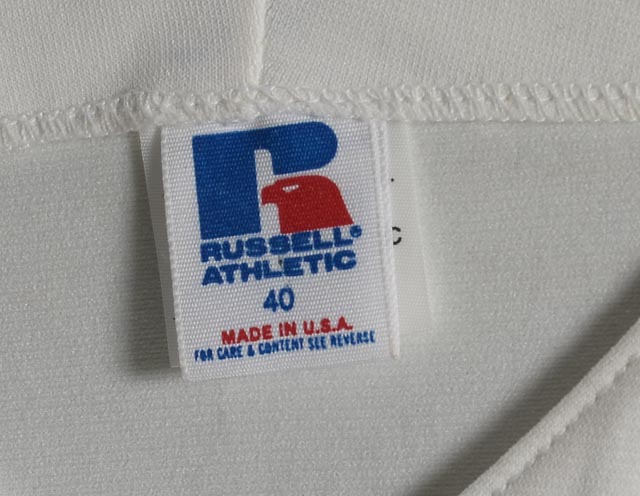 RUSSELL®
ATHLETIC
40
MADE IN U.S.A.
FOR CARE & CONTENT SEE REVERSE
C